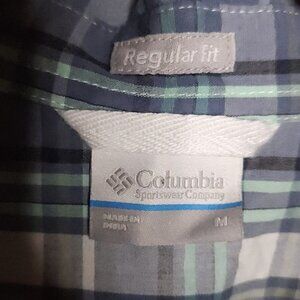 Regular fit
Columbia
Sportswear Company
MADE IN
INDIA
M